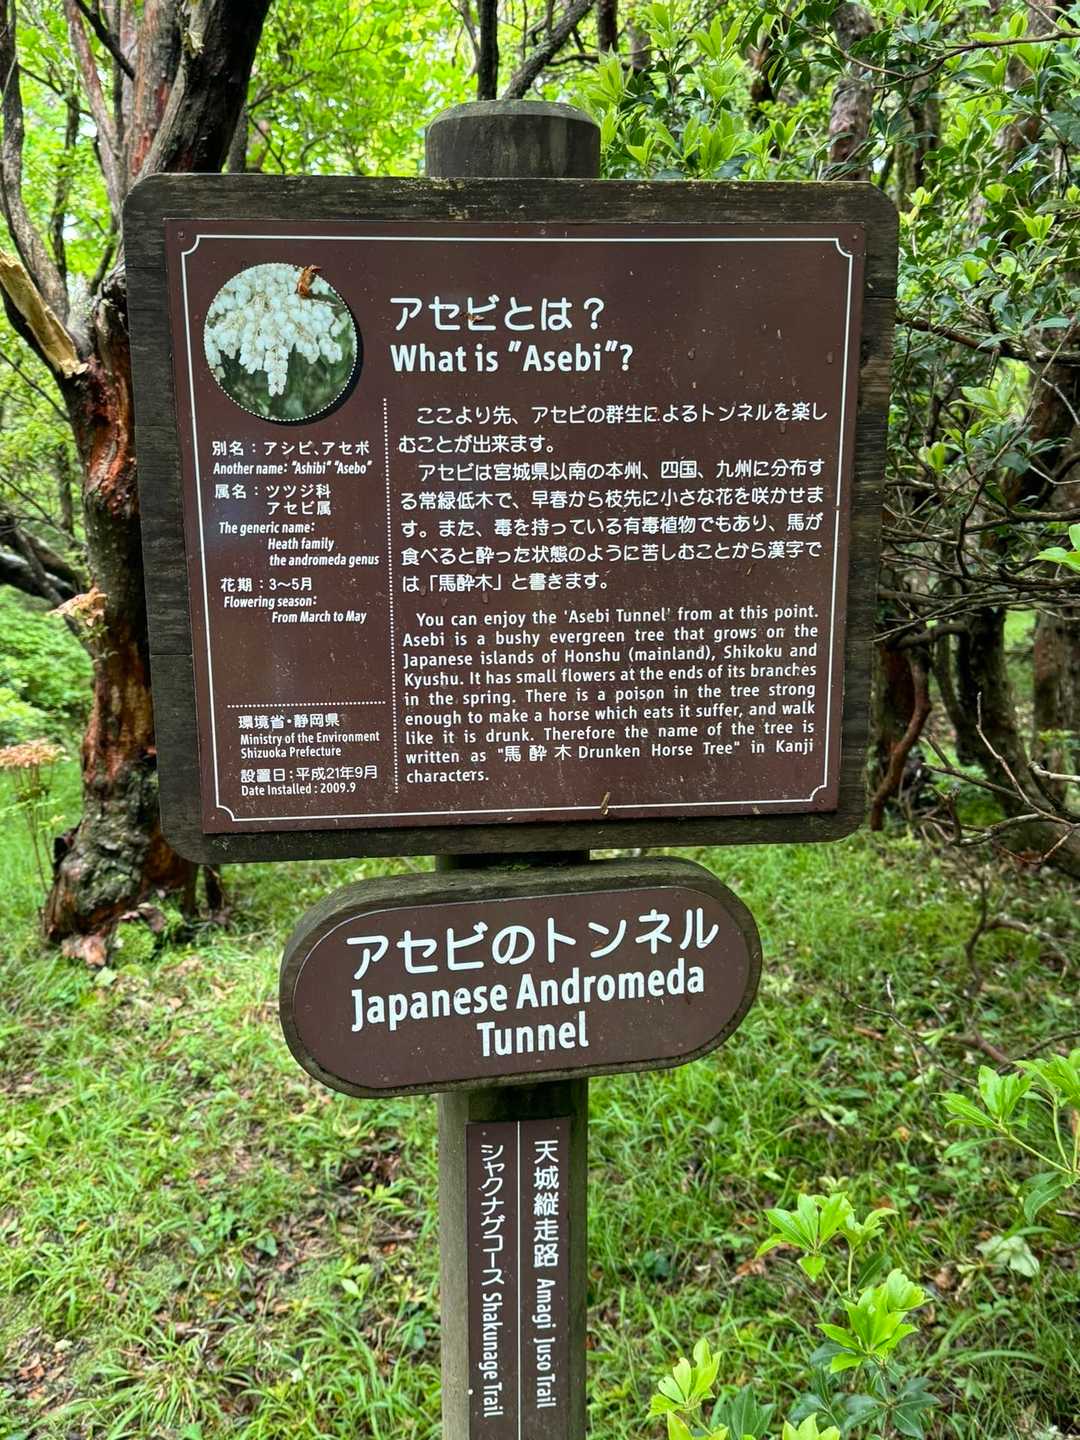 アセビとは？
What is "Asebi"?
別名：アシビ、アセボ
Another name: "Ashibi" "Asebo"
属名：ツツジ科
アセビ属
The generic name:
Heath family
the andromeda genus
花期：3～5月
Flowering season:
From March to May
環境省・静岡県
Ministry of the Environment
Shizuoka Prefecture
設置日：平成21年9月
Date Installed : 2009.9
ここより先、アセビの群生によるトンネルを楽し
むことが出来ます。
アセビは宮城県以南の本州、四国、九州に分布す
る常緑低木で、早春から枝先に小さな花を咲かせま
す。また、毒を持っている有毒植物でもあり、馬が
食べると酔った状態のように苦しむことから漢字で
は「馬酔木」と書きます。
You can enjoy the 'Asebi Tunnel' from at this point.
Asebi is a bushy evergreen tree that grows on the
Japanese islands of Honshu (mainland), Shikoku and
Kyushu. It has small flowers at the ends of its branches
in the spring. There is a poison in the tree strong
enough to make a horse which eats it suffer, and walk
like it is drunk. Therefore the name of the tree is
written as "馬 酔 木 Drunken Horse Tree" in Kanji
characters.
アセビのトンネル
Japanese Andromeda
Tunnel
天城縦走路 Amagi Juso Trail
シャクナゲコース Shakunage Trail